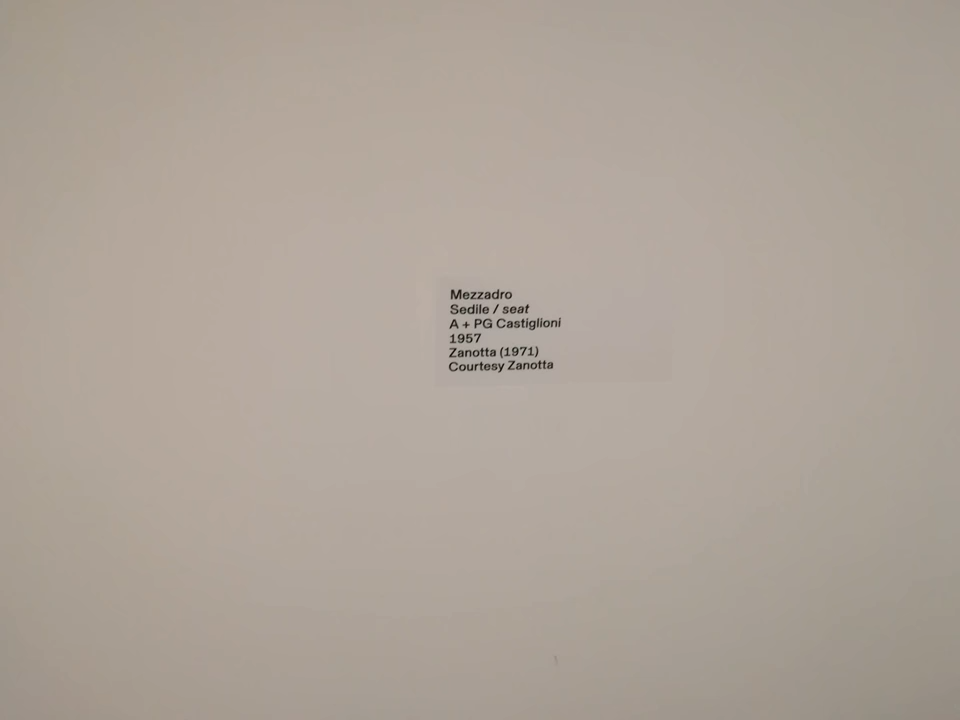 Mezzadro
Sedile / seat
A + PG Castiglioni
1957
Zanotta (1971)
Courtesy Zanotta